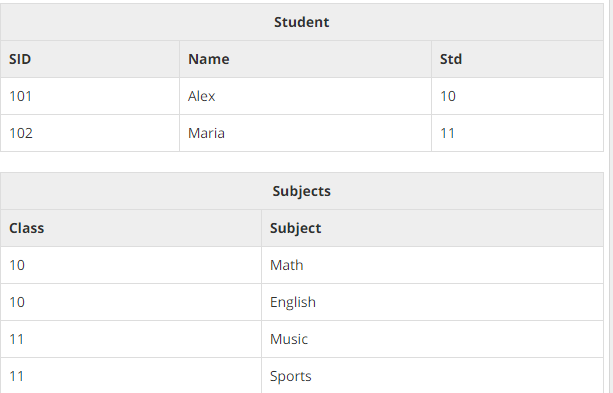 Student
SID Name Std
101 Alex 10
102 Maria 11
Subjects
Class Subject
10 Math
10 English
11 Music
11 Sports